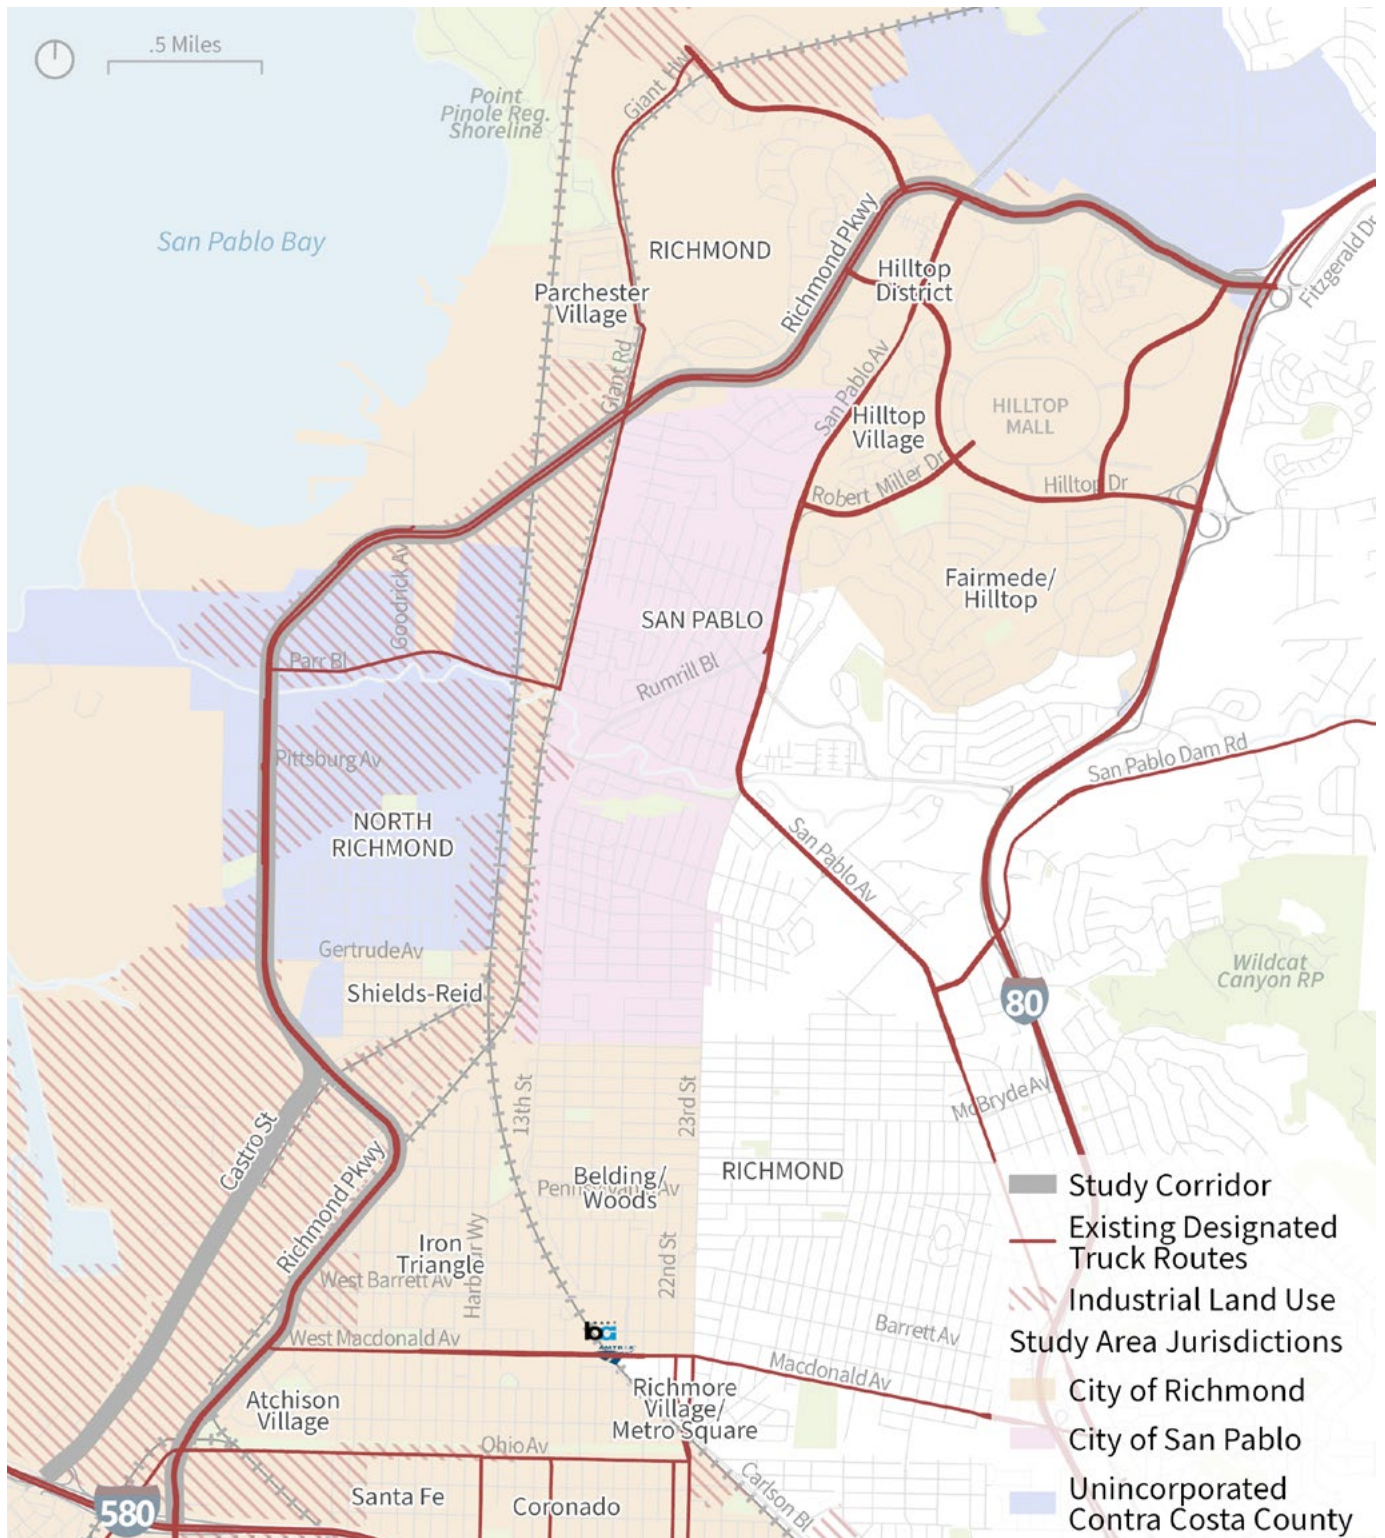 .5 Miles
Point
Pinole Reg.
Shoreline
Giant Hwy
San Pablo Bay
RICHMOND
Richmond Pkwy
Hilltop
District
Fitzgerald Dr
Parchester
Village
Giant Rd
San Pablo Av
Hilltop
Village
HILLTOP
MALL
Robert Miller Dr
Hilltop Dr
Goodrick Av
Fairmede/
Hilltop
SAN PABLO
Parr Bl
Rumrill Bl
Pittsburg Av
San Pablo Dam Rd
NORTH
RICHMOND
San Pablo Av
Gertrude Av
Shields-Reid
Wildcat
Canyon RP
80
13th St
23rd St
McBryde Av
Castro St
Richmond Pkwy
Belding/
Woods
RICHMOND
Iron
Triangle
Harbour Wy
22nd St
West Barrett Av
West Macdonald Av
Barrett Av
Macdonald Av
Atchison
Village
Richmore
Village/
Metro Square
Ohio Av
Carlson Bl
580
Santa Fe
Coronado
Study Corridor
Existing Designated
Truck Routes
Industrial Land Use
Study Area Jurisdictions
City of Richmond
City of San Pablo
Unincorporated
Contra Costa County